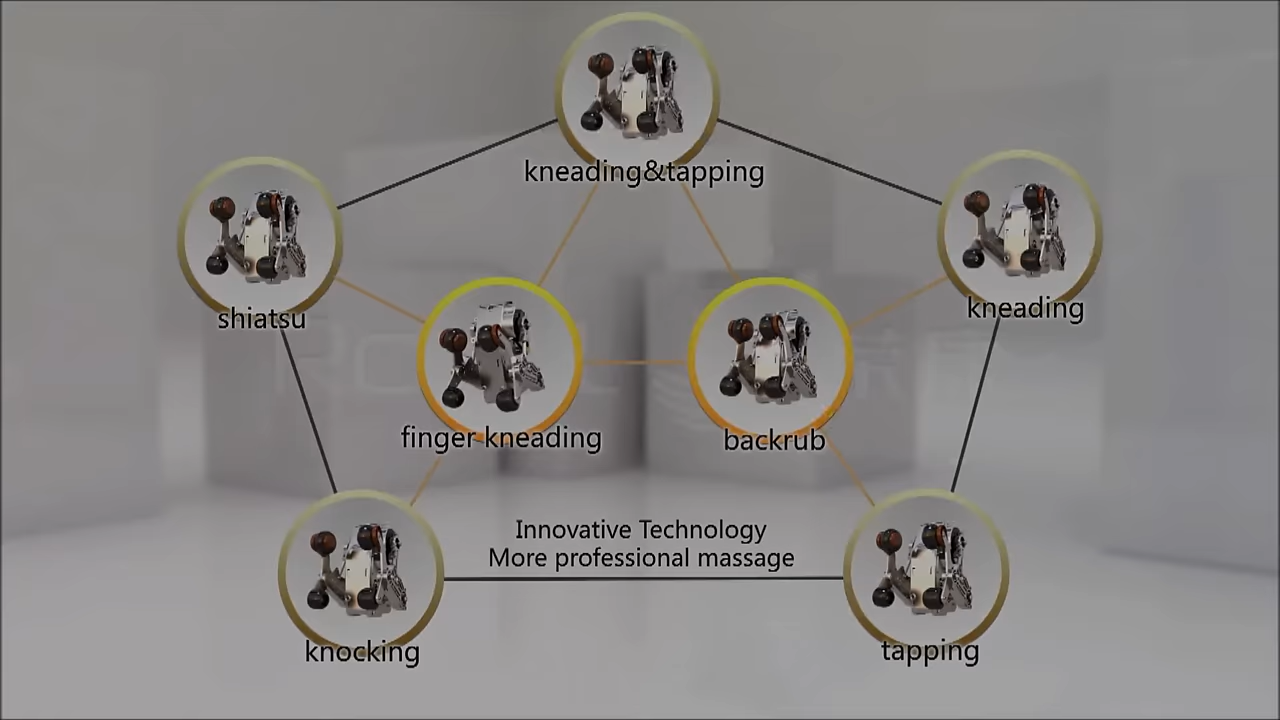 kneading&tapping
shiatsu
kneading
finger kneading
backrub
Innovative Technology
More professional massage
knocking
tapping